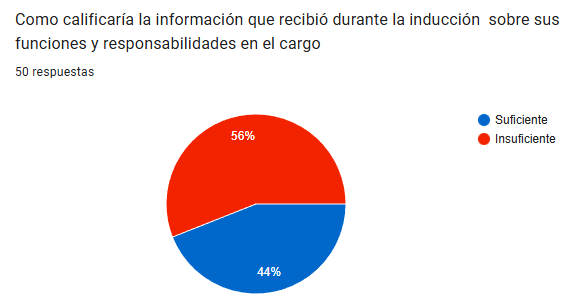 Como calificaría la información que recibió durante la inducción  sobre sus
funciones y responsabilidades en el cargo
50 respuestas
Suficiente
Insuficiente
56%
44%